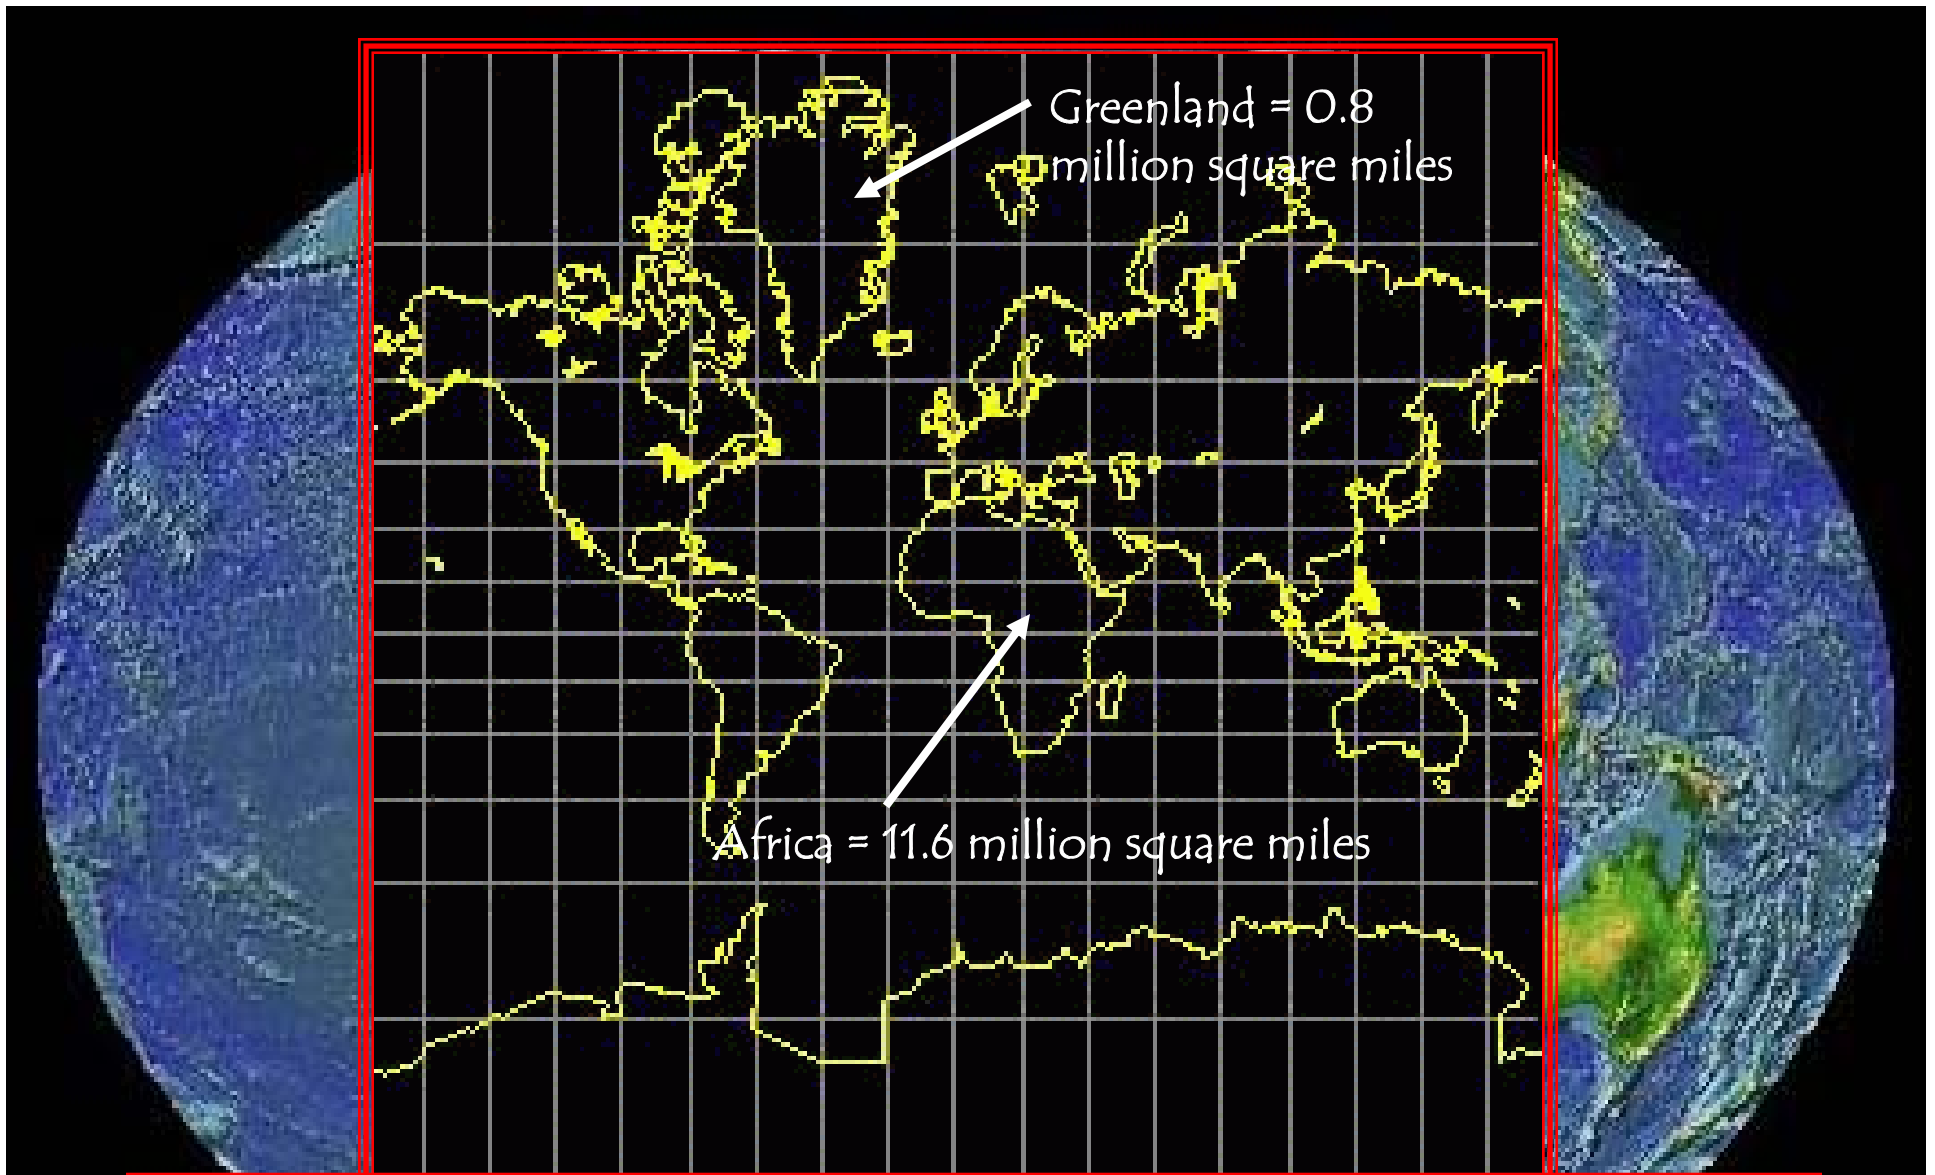 Greenland = 0.8
million square miles
Africa = 11.6 million square miles